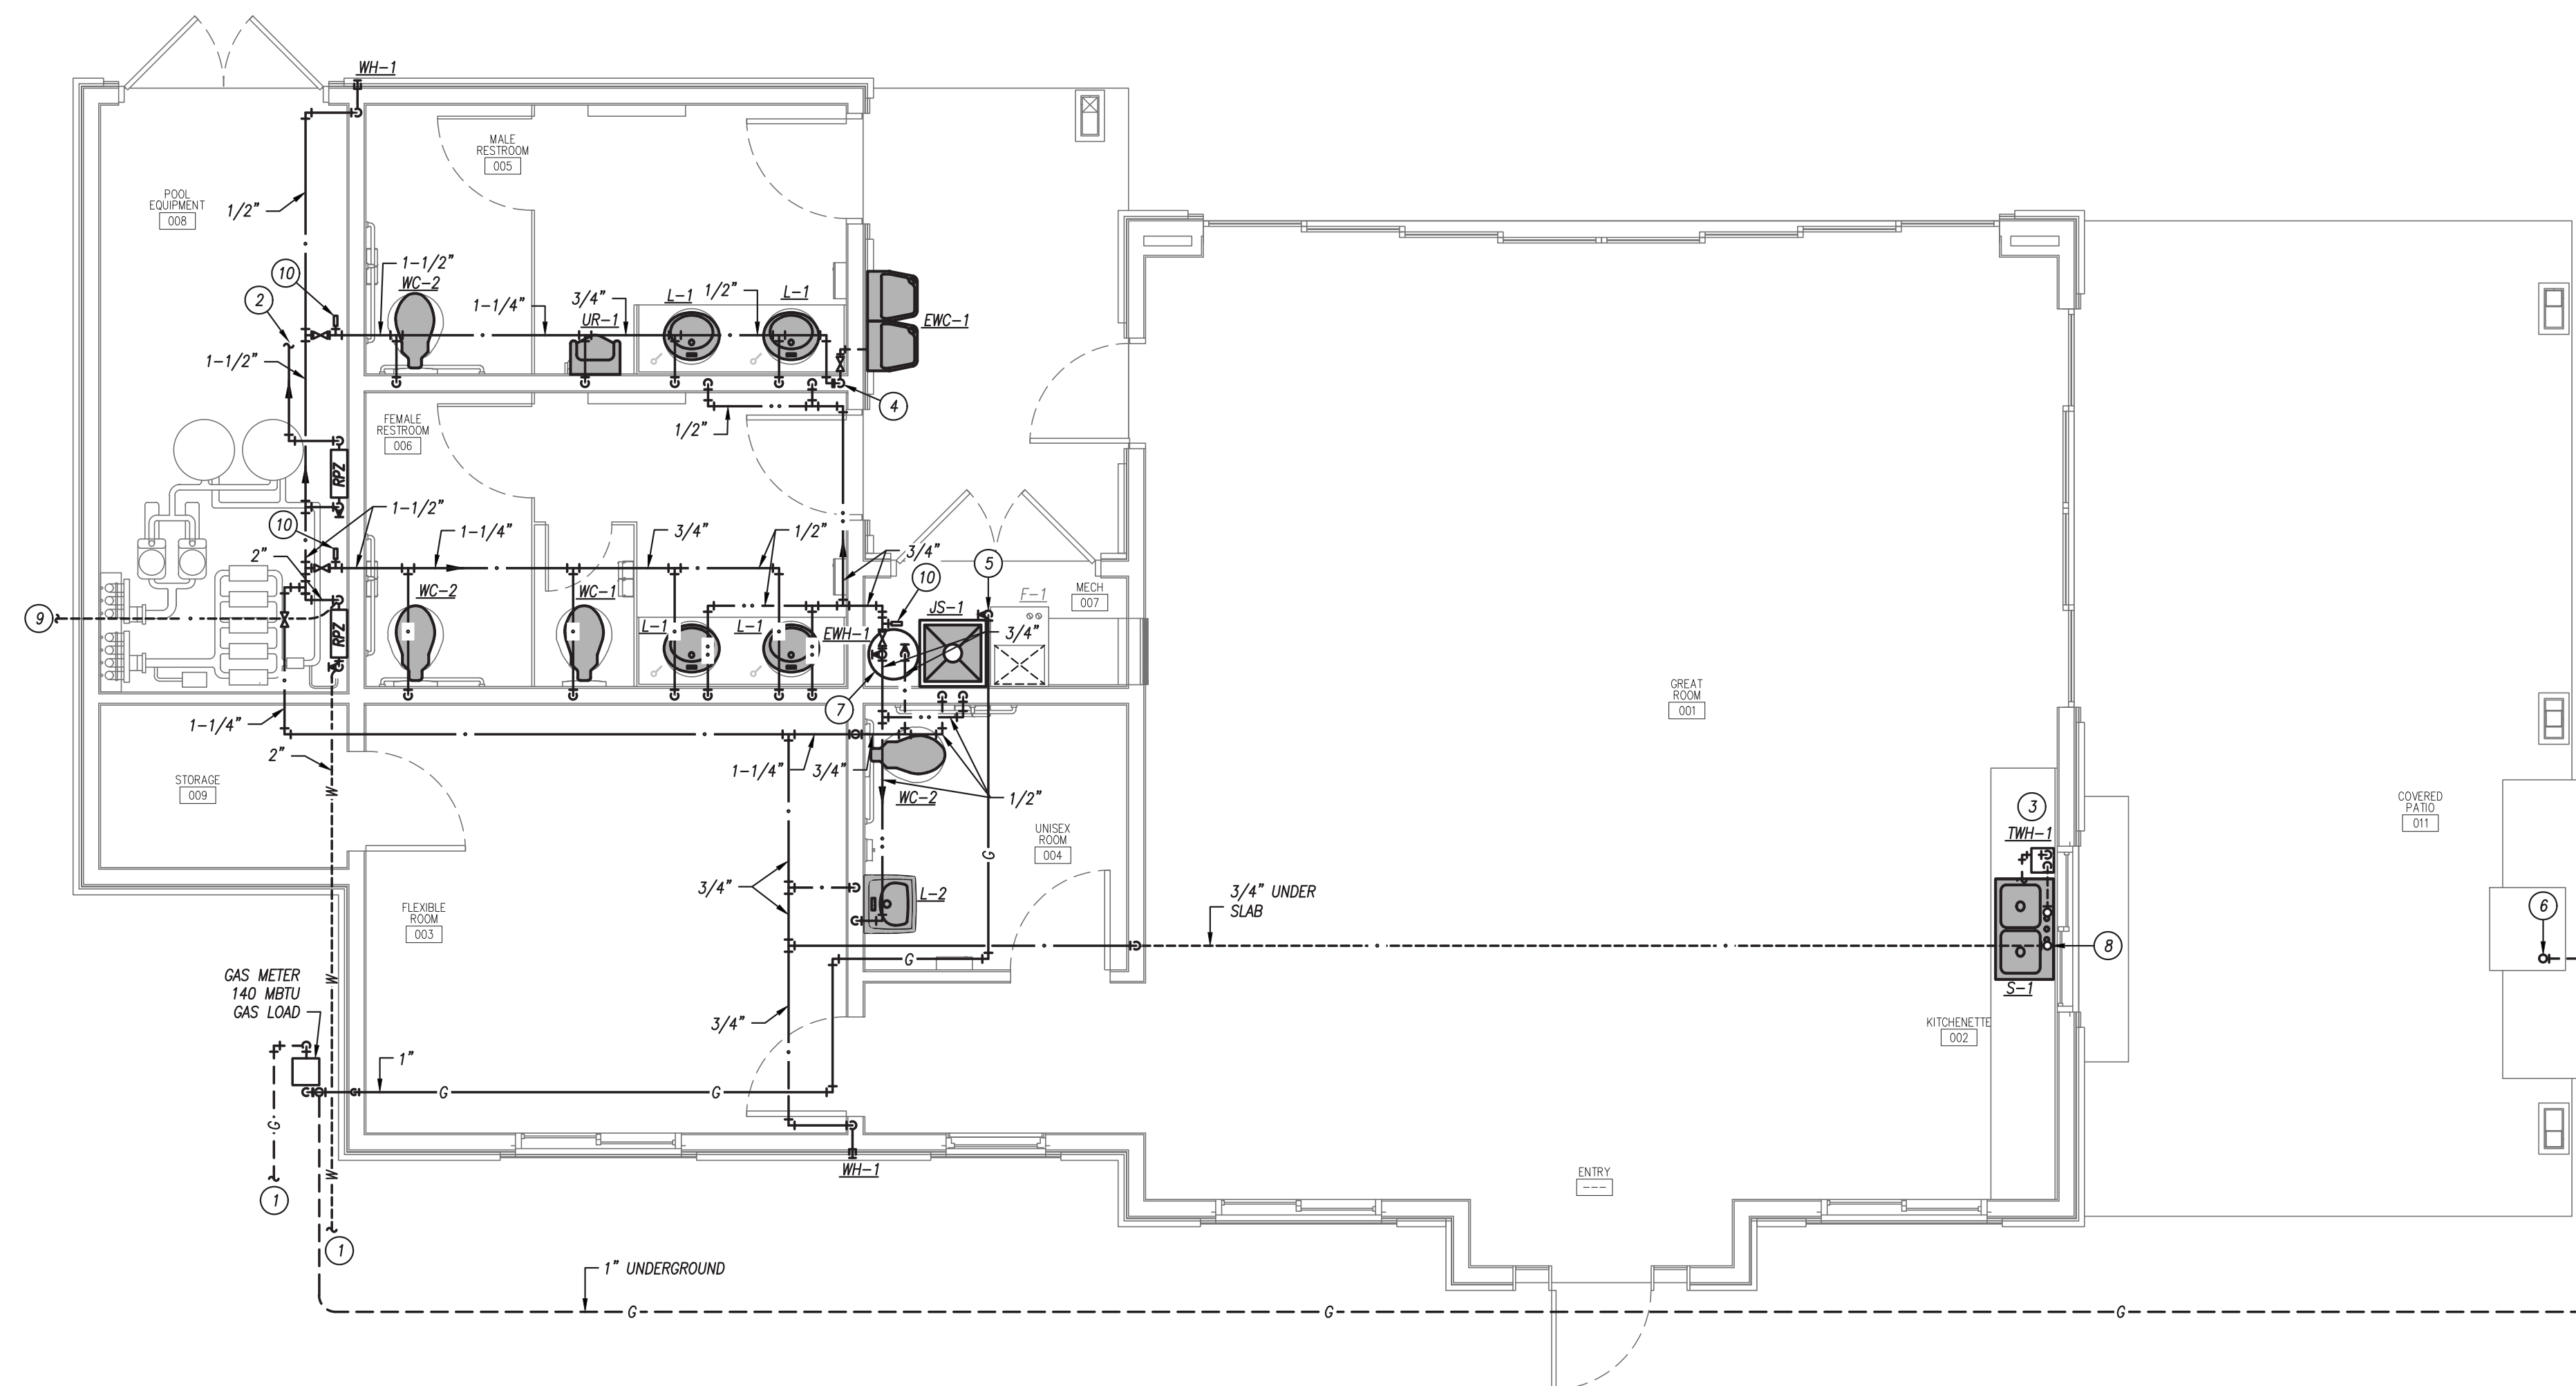 WH-1
MALE
RESTROOM
005
POOL
EQUIPMENT
008
1/2"
10
1-1/2"
WC-2
2
1-1/4"
3/4"
UR-1
L-1
1/2"
L-1
EWC-1
1-1/2"
4
1/2"
FEMALE
RESTROOM
006
RPZ
10
1-1/2"
1-1/4"
3/4"
1/2"
3/4"
2"
5
10
MECH
007
WC-2
WC-1
JS-1
F-1
9
RPZ
L-1
L-1
EWH-1
3/4"
7
1-1/4"
2"
W
1-1/4"
3/4"
WC-2
1/2"
GREAT
ROOM
001
STORAGE
009
UNISEX
ROOM
004
G
3
TWH-1
COVERED
PATIO
011
3/4"
L-2
3/4" UNDER
SLAB
FLEXIBLE
ROOM
003
6
8
G
W
S-1
GAS METER
140 MBTU
GAS LOAD
3/4"
KITCHENETTE
002
1"
G
G
G
WH-1
W
ENTRY
---
1
1
1" UNDERGROUND
G
G
G